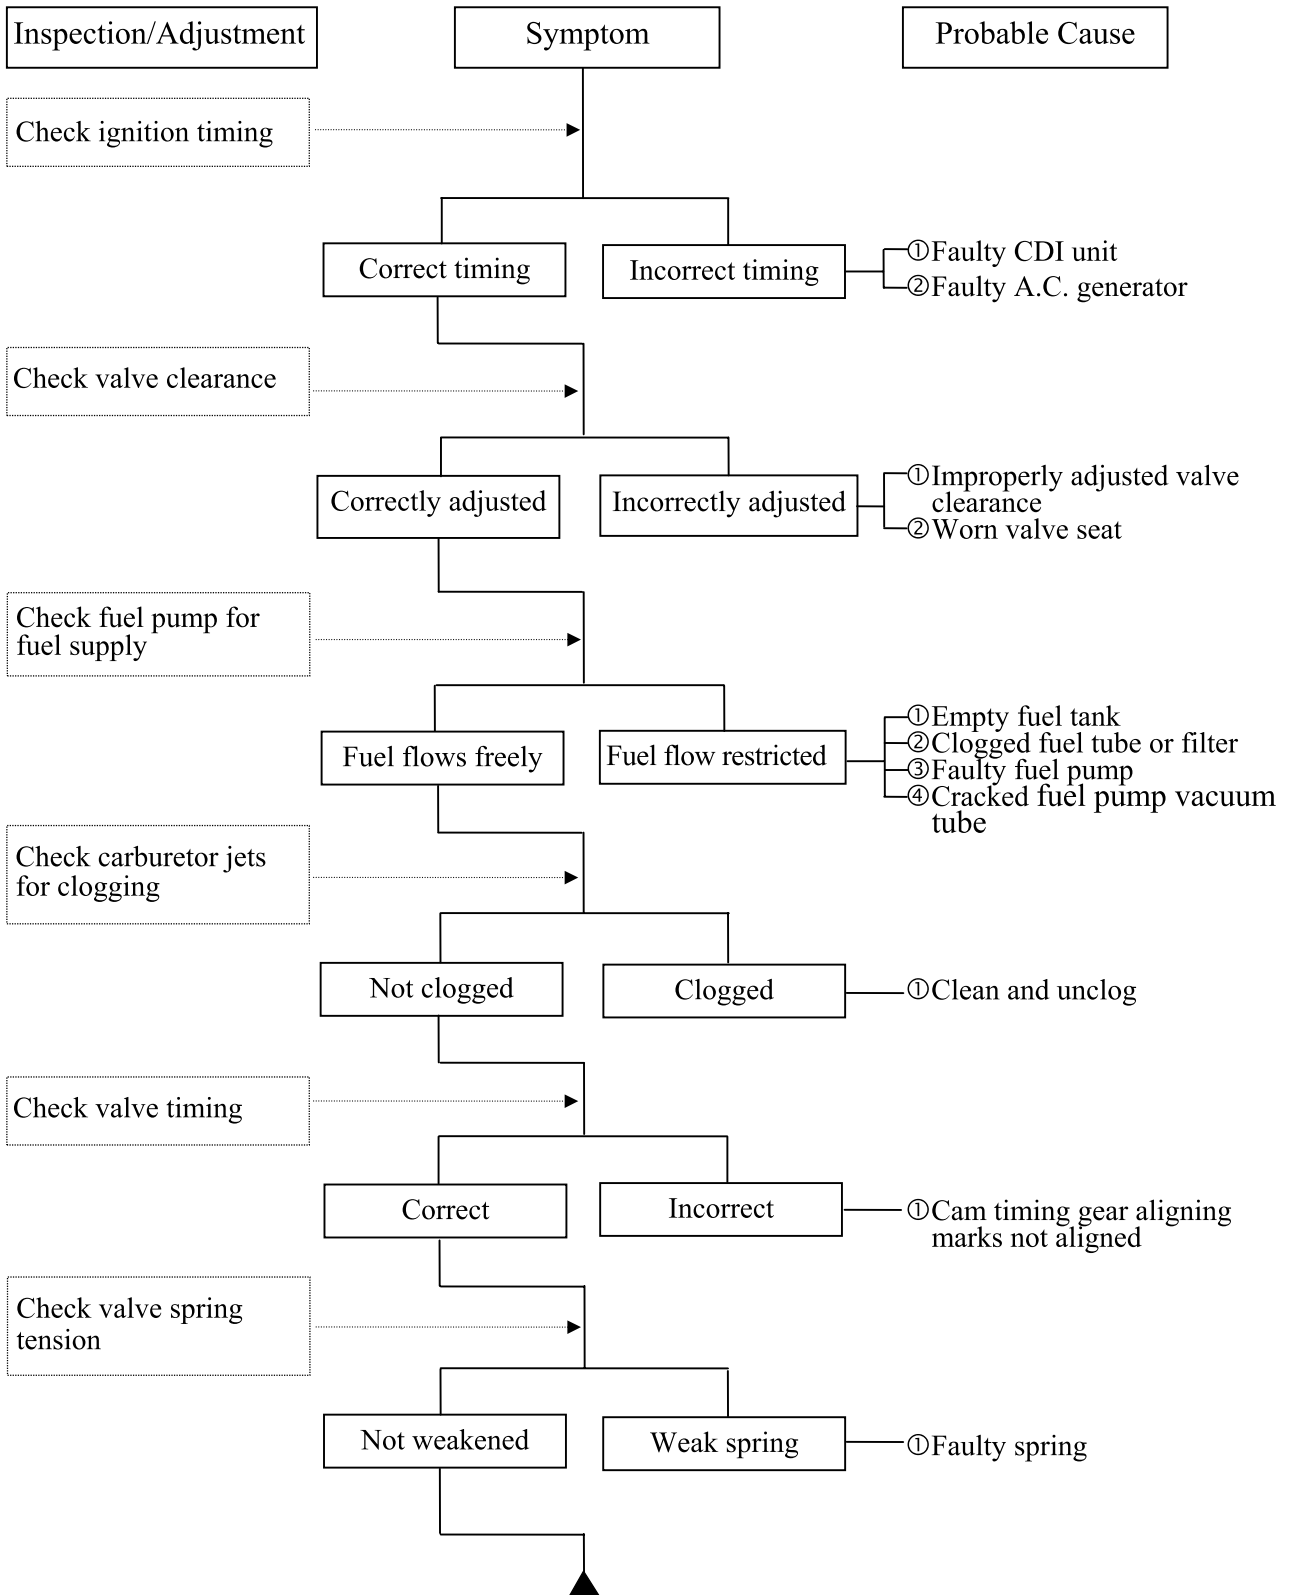 Inspection/Adjustment
Symptom
Probable Cause
Check ignition timing
Correct timing
Incorrect timing
①Faulty CDI unit
②Faulty A.C. generator
Check valve clearance
Correctly adjusted
Incorrectly adjusted
①Improperly adjusted valve
clearance
②Worn valve seat
Check fuel pump for
fuel supply
Fuel flows freely
Fuel flow restricted
①Empty fuel tank
②Clogged fuel tube or filter
③Faulty fuel pump
④Cracked fuel pump vacuum
tube
Check carburetor jets
for clogging
Not clogged
Clogged
①Clean and unclog
Check valve timing
Correct
Incorrect
①Cam timing gear aligning
marks not aligned
Check valve spring
tension
Not weakened
Weak spring
①Faulty spring